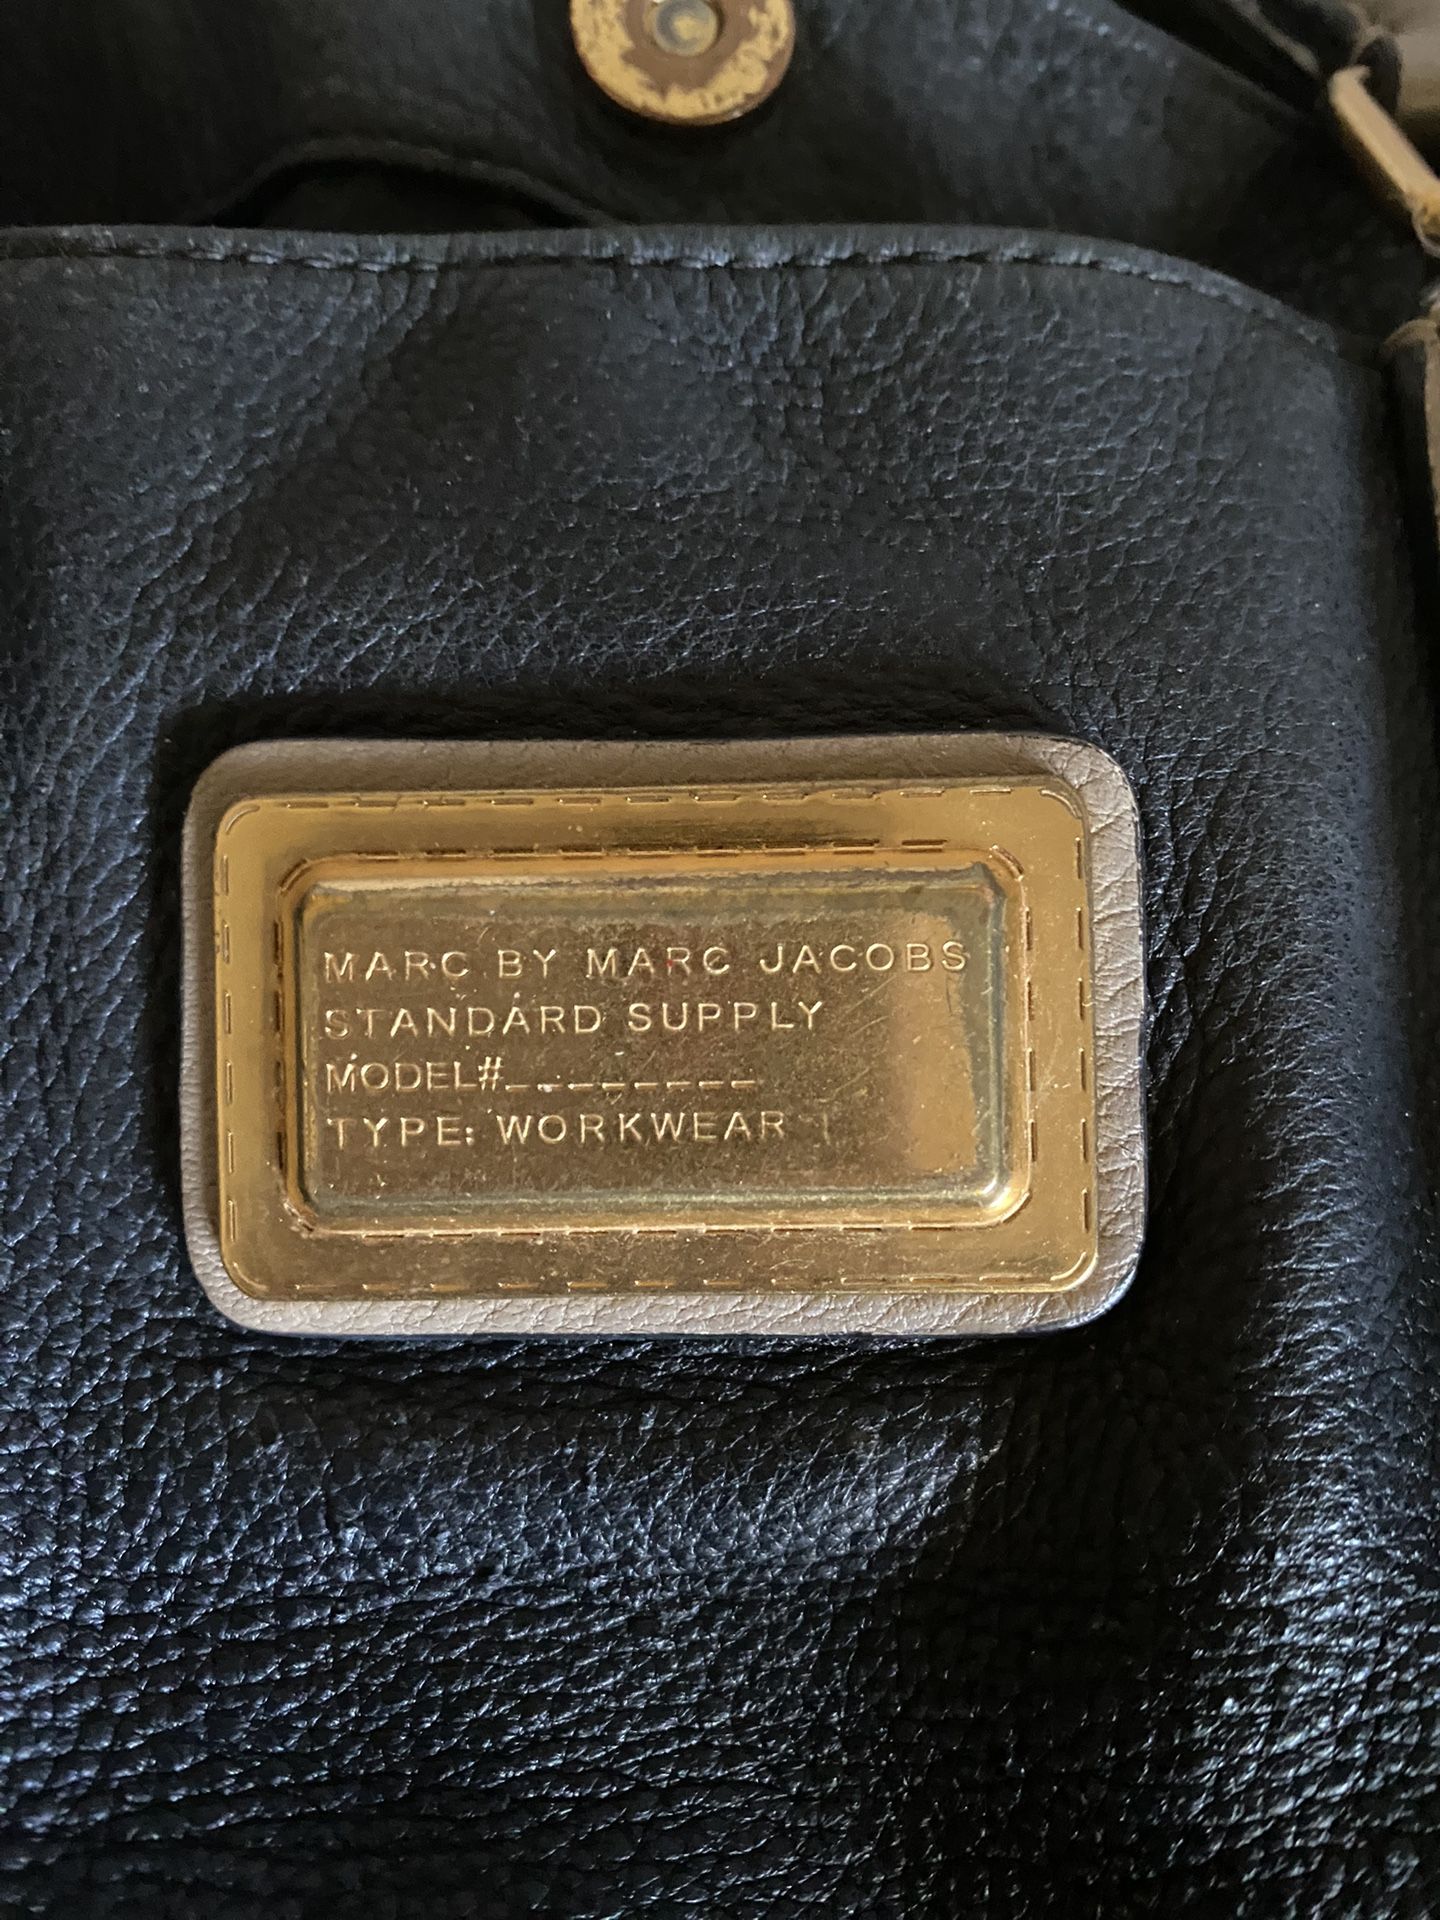 MARC BY MARC JACOBS
STANDARD SUPPLY
MODEL#_ _ _ _ _ _ _ _
TYPE: WORKWEAR